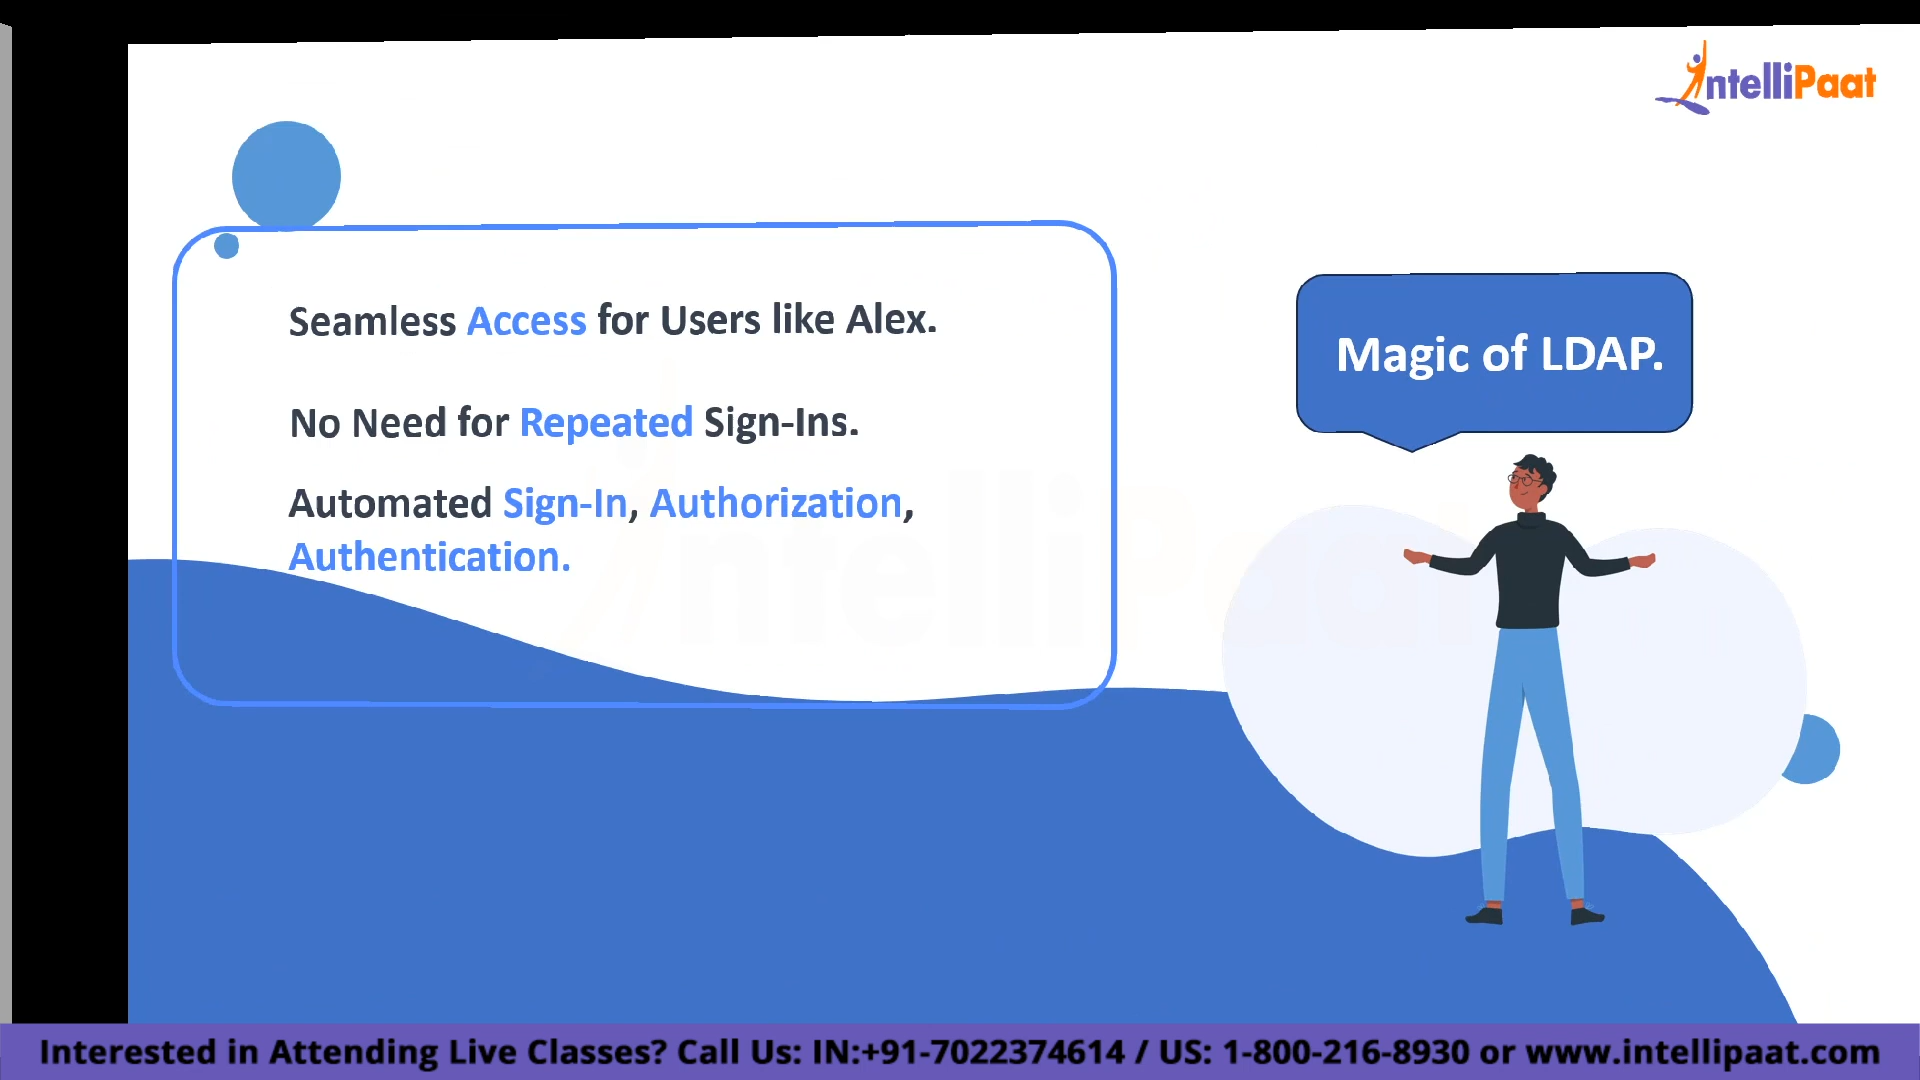 IntelliPaat
Seamless Access for Users like Alex.
No Need for Repeated Sign-Ins.
Automated Sign-In, Authorization,
Authentication.
Magic of LDAP.
Interested in Attending Live Classes? Call Us: IN:+91-7022374614 / US: 1-800-216-8930 or www.intellipaat.com